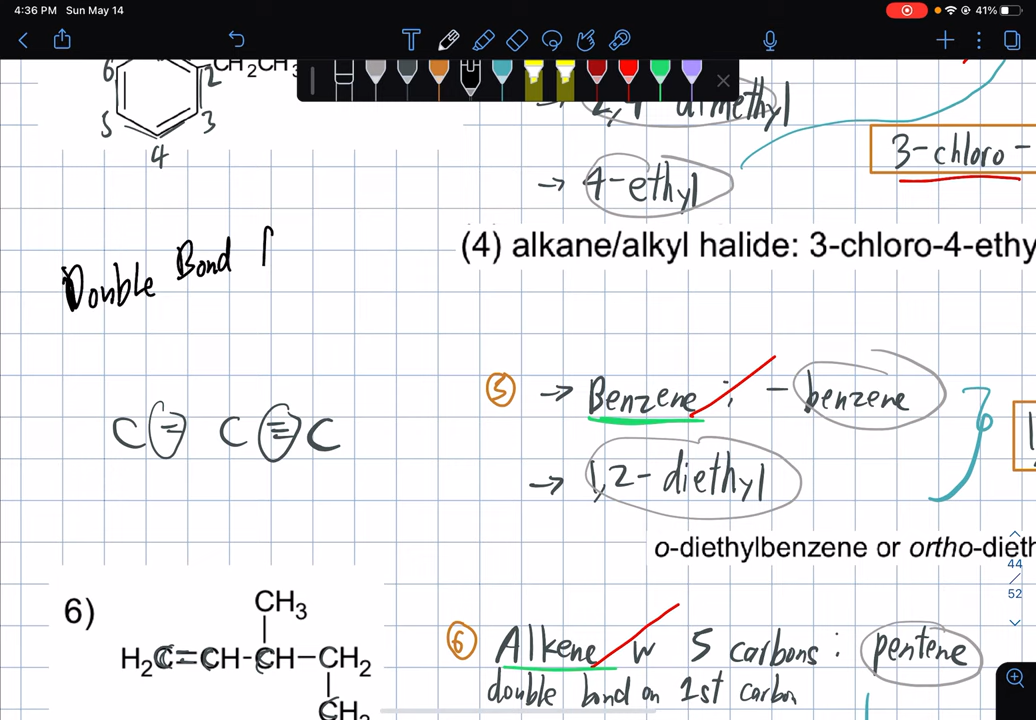 4:36 PM Sun May 14
41%
6
2
CH2CH3
5
3
4
→ 2,4-dimethyl
3-chloro-
→ 4-ethyl
(4) alkane/alkyl halide: 3-chloro-4-ethy
Double Bond
5 → Benzene ; -benzene
C = C ≡ C
→ 1,2-diethyl
1
o-diethylbenzene or ortho-dieth
44
/
52
6)
CH3
H2C=CH-CH-CH2
CH3
6 Alkene w 5 carbons : pentene
double bond on 1st carbon